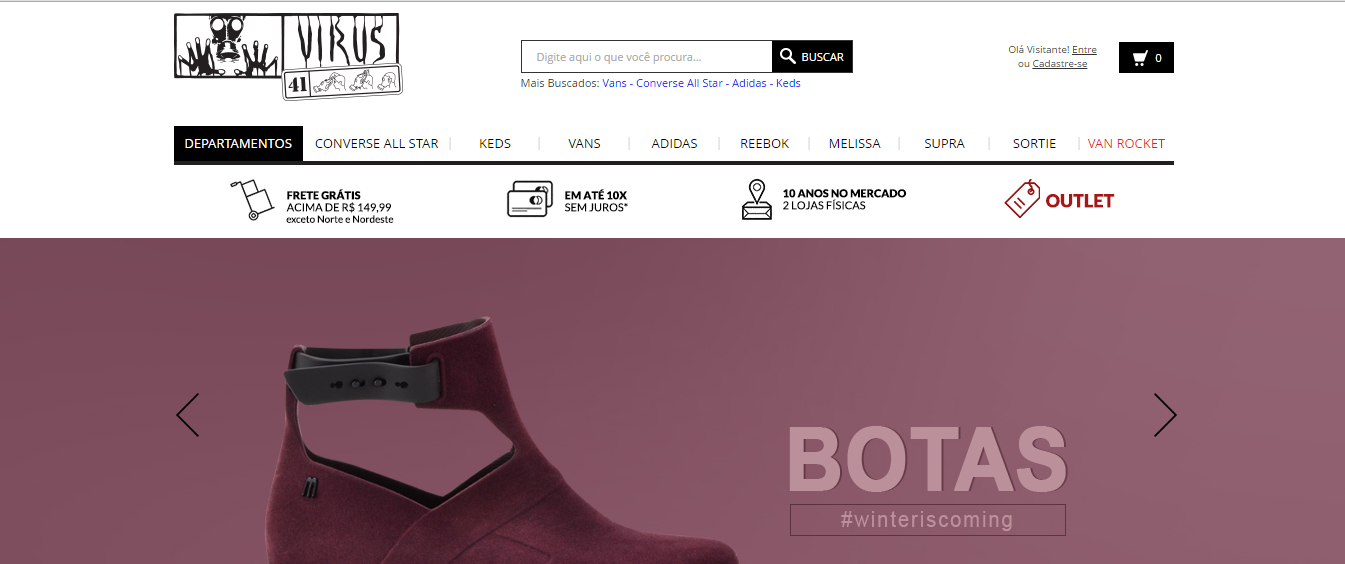 VIRUS
41
Digite aqui o que você procura...
BUSCAR
Mais Buscados: Vans - Converse All Star - Adidas - Keds
Olá Visitante! Entre
ou Cadastre-se
0
DEPARTAMENTOS
CONVERSE ALL STAR
KEDS
VANS
ADIDAS
REEBOK
MELISSA
SUPRA
SORTIE
VAN ROCKET
FRETE GRÁTIS
ACIMA DE R$ 149,99
exceto Norte e Nordeste
EM ATÉ 10X
SEM JUROS*
10 ANOS NO MERCADO
2 LOJAS FÍSICAS
OUTLET
M
BOTAS
#winteriscoming